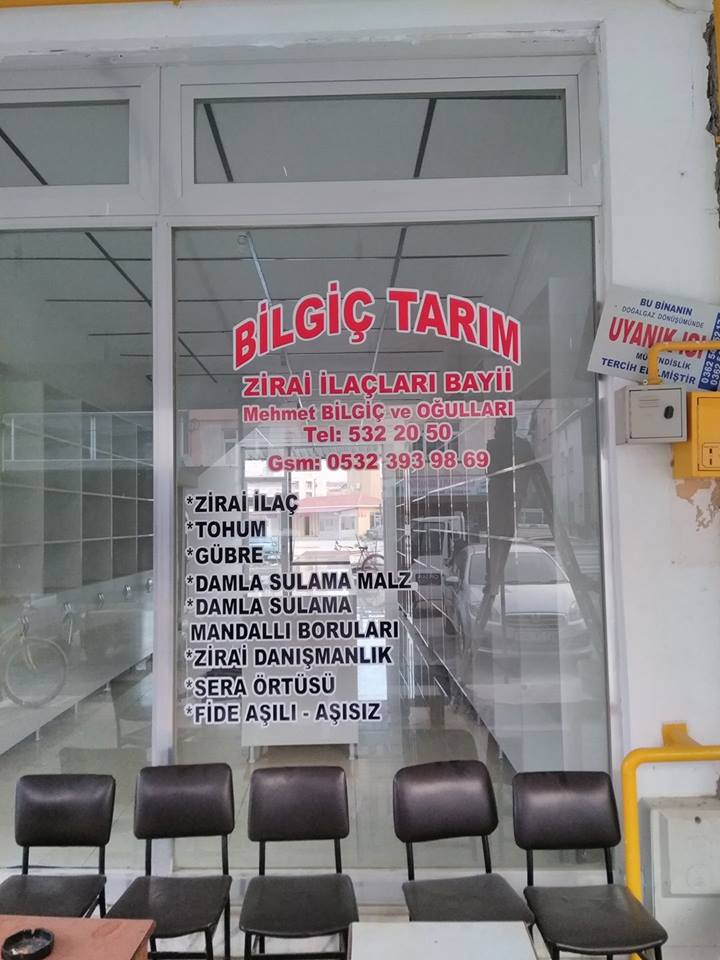 BİLGİÇ TARIM
ZİRAİ İLAÇLARI BAYİİ
Mehmet BİLGİÇ ve OĞULLARI
Tel: 532 20 50
Gsm: 0532 393 98 69
*ZİRAİ İLAÇ
*TOHUM
*GÜBRE
*DAMLA SULAMA MALZ
*DAMLA SULAMA
MANDALLI BORULARI
*ZİRAİ DANIŞMANLIK
*SERA ÖRTÜSÜ
*FİDE AŞILI - AŞISIZ
BU BİNANIN
DOĞALGAZ DÖNÜŞÜMÜNDE
UYANIK ISI
MÜHENDİSLİK
TERCİH EDİLMİŞTİR